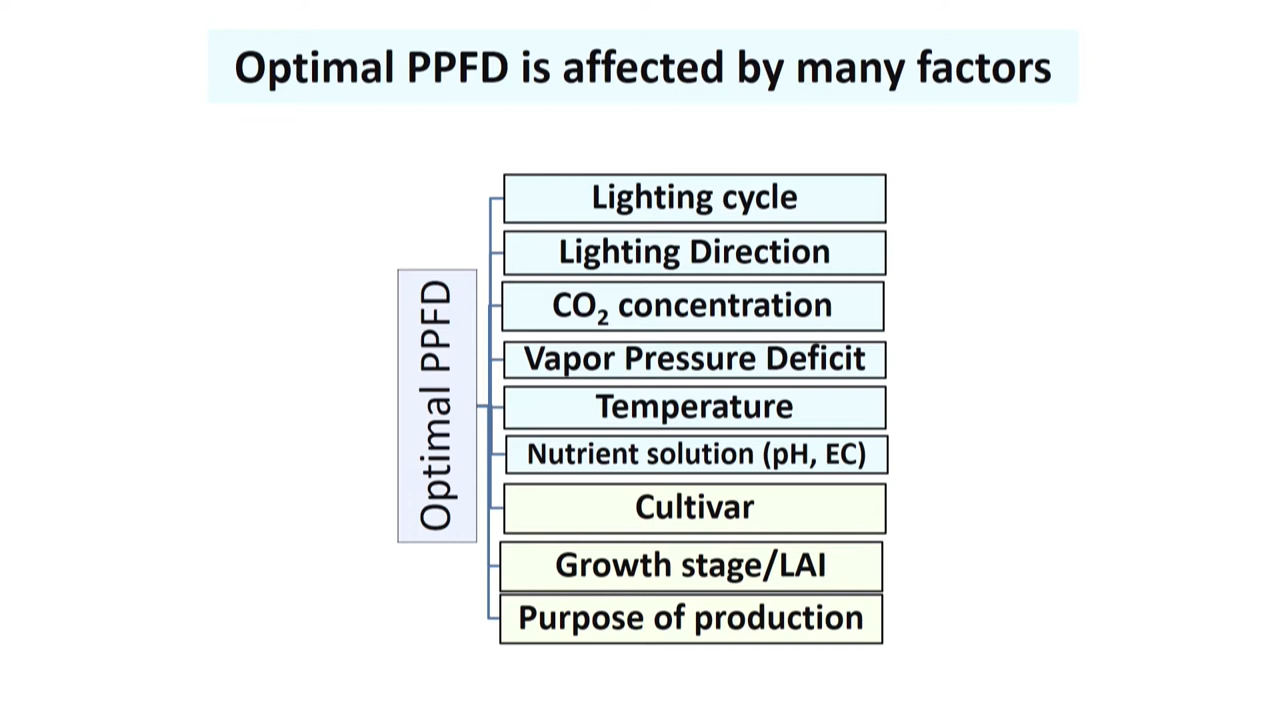 Optimal PPFD is affected by many factors
Optimal PPFD
Lighting cycle
Lighting Direction
CO₂ concentration
Vapor Pressure Deficit
Temperature
Nutrient solution (pH, EC)
Cultivar
Growth stage/LAI
Purpose of production